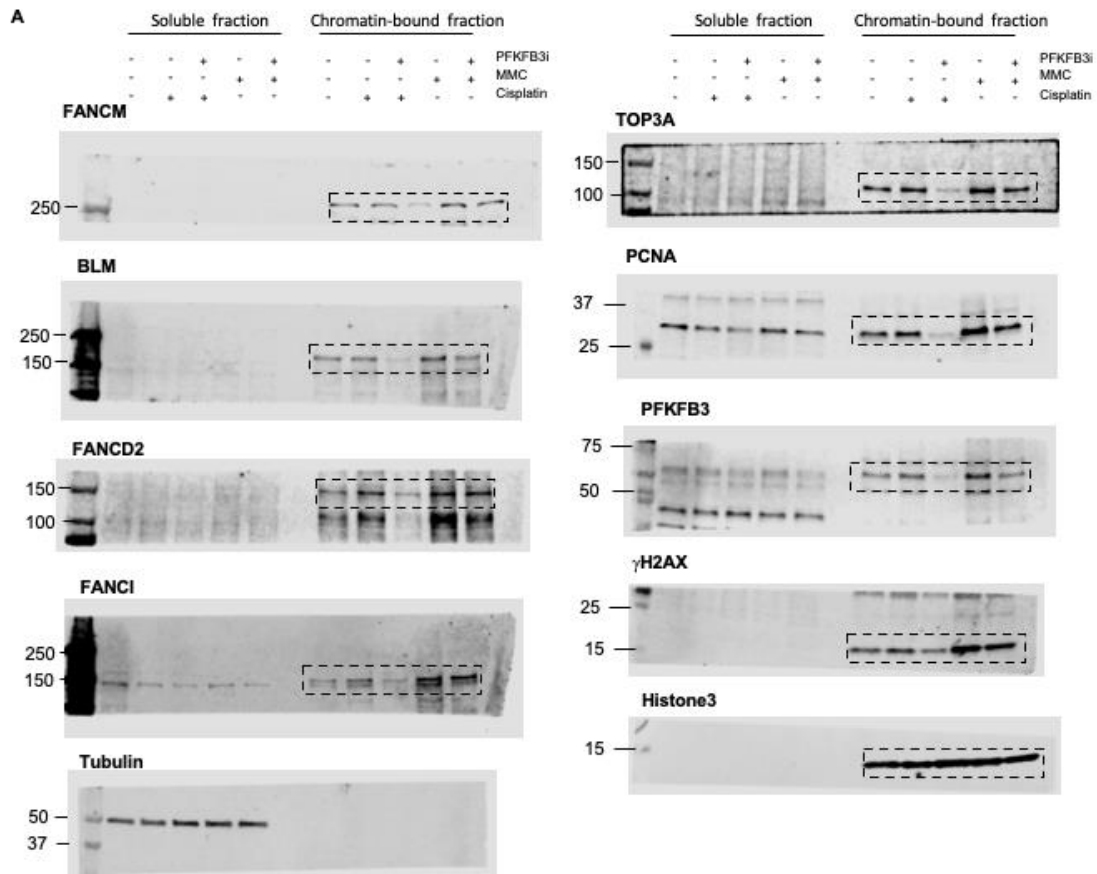 A
Soluble fraction Chromatin-bound fraction
- - + - + - - + - + PFKFB3i
- - - + + - - - + + MMC
- + + - - - + + - - Cisplatin
FANCM
250
BLM
250
150
FANCD2
150
100
FANCI
250
150
Tubulin
50
37
Soluble fraction Chromatin-bound fraction
- - + - + - - + - + PFKFB3i
- - - + + - - - + + MMC
- + + - - - + + - - Cisplatin
TOP3A
150
100
PCNA
37
25
PFKFB3
75
50
γH2AX
25
15
Histone3
15